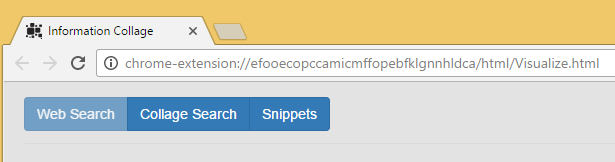 Information Collage
chrome-extension://efooecopccamicmffopebfklgnnhldca/html/Visualize.html
Web Search Collage Search Snippets